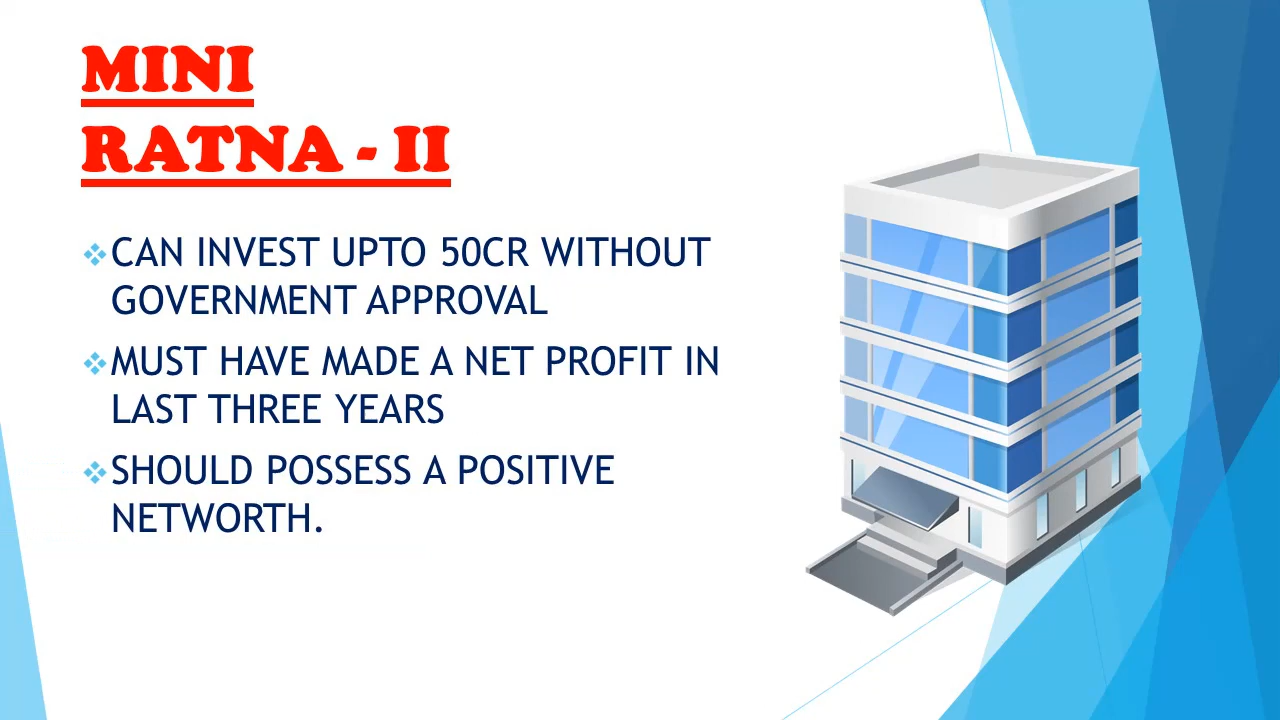 MINI
RATNA - II
CAN INVEST UPTO 50CR WITHOUT
GOVERNMENT APPROVAL
MUST HAVE MADE A NET PROFIT IN
LAST THREE YEARS
SHOULD POSSESS A POSITIVE
NETWORTH.